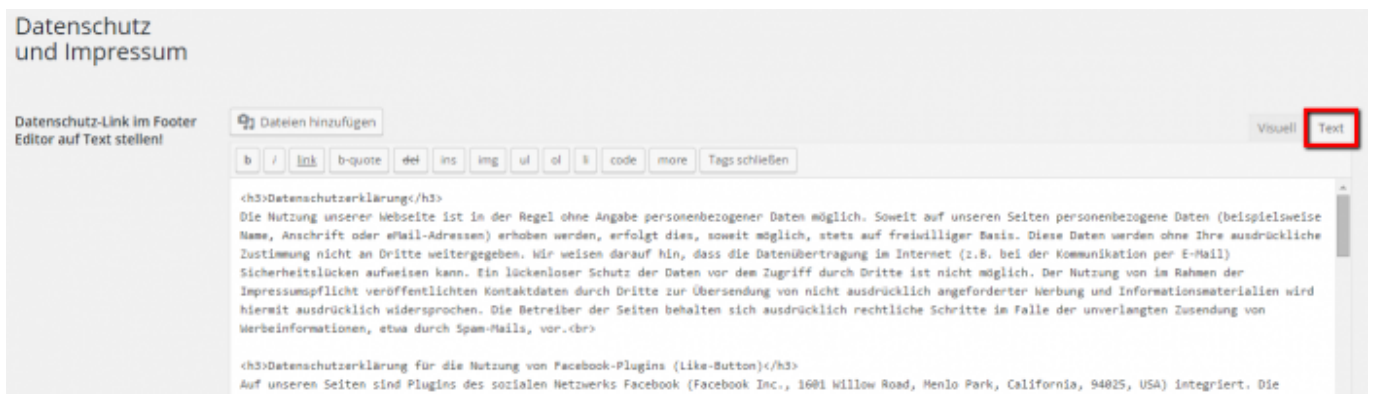 Datenschutz
und Impressum
Datenschutz-Link im Footer
Editor auf Text stellen!
Dateien hinzufügen
Visuell Text
b i link b-quote del ins img ul ol li code more Tags schließen
<h3>Datenschutzerklärung</h3>
Die Nutzung unserer Webseite ist in der Regel ohne Angabe personenbezogener Daten möglich. Soweit auf unseren Seiten personenbezogene Daten (beispielsweise
Name, Anschrift oder eMail-Adressen) erhoben werden, erfolgt dies, soweit möglich, stets auf freiwilliger Basis. Diese Daten werden ohne Ihre ausdrückliche
Zustimmung nicht an Dritte weitergegeben. Wir weisen darauf hin, dass die Datenübertragung im Internet (z.B. bei der Kommunikation per E-Mail)
Sicherheitslücken aufweisen kann. Ein lückenloser Schutz der Daten vor dem Zugriff durch Dritte ist nicht möglich. Der Nutzung von im Rahmen der
Impressumspflicht veröffentlichten Kontaktdaten durch Dritte zur Übersendung von nicht ausdrücklich angeforderter Werbung und Informationsmaterialien wird
hiermit ausdrücklich widersprochen. Die Betreiber der Seiten behalten sich ausdrücklich rechtliche Schritte im Falle der unverlangten Zusendung von
Werbeinformationen, etwa durch Spam-Mails, vor.<br>
<h3>Datenschutzerklärung für die Nutzung von Facebook-Plugins (Like-Button)</h3>
Auf unseren Seiten sind Plugins des sozialen Netzwerks Facebook (Facebook Inc., 1601 Willow Road, Menlo Park, California, 94025, USA) integriert. Die